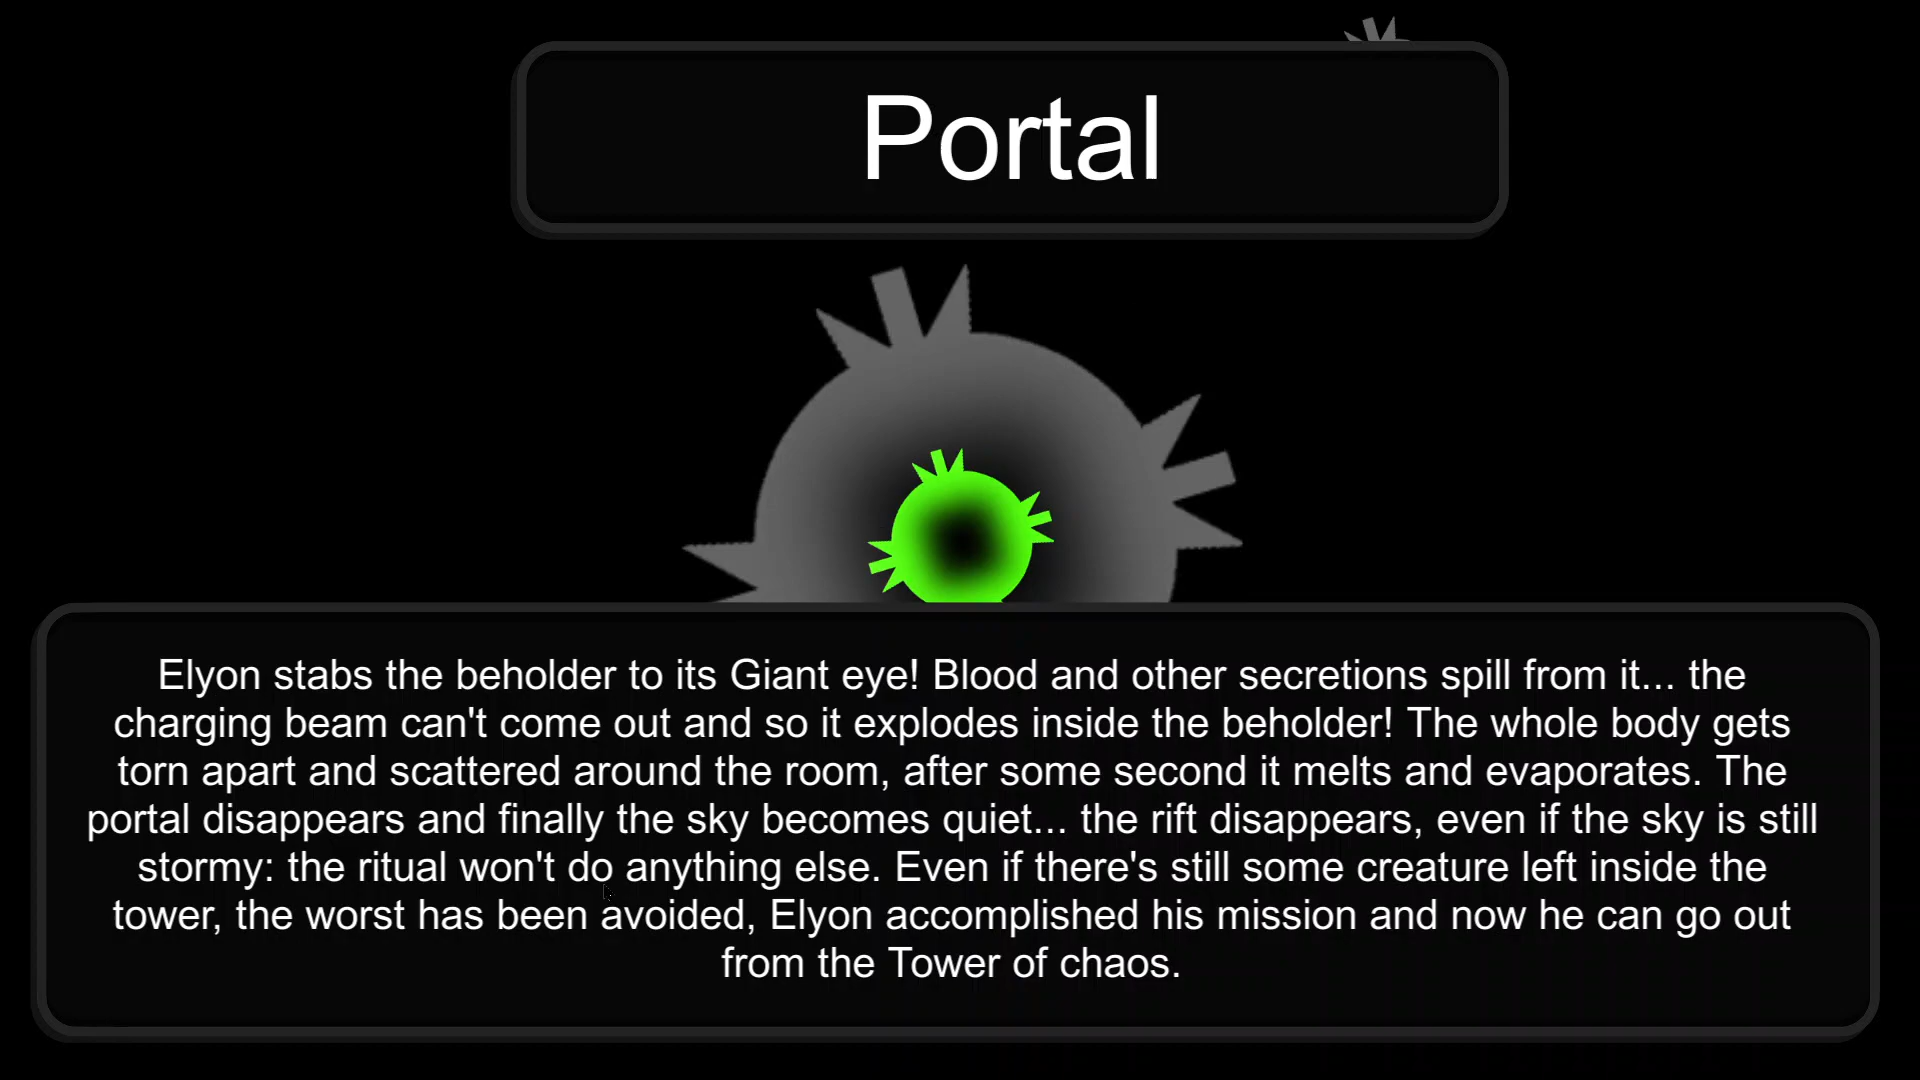 Portal
Elyon stabs the beholder to its Giant eye! Blood and other secretions spill from it... the
charging beam can't come out and so it explodes inside the beholder! The whole body gets
torn apart and scattered around the room, after some second it melts and evaporates. The
portal disappears and finally the sky becomes quiet... the rift disappears, even if the sky is still
stormy: the ritual won't do anything else. Even if there's still some creature left inside the
tower, the worst has been avoided, Elyon accomplished his mission and now he can go out
from the Tower of chaos.